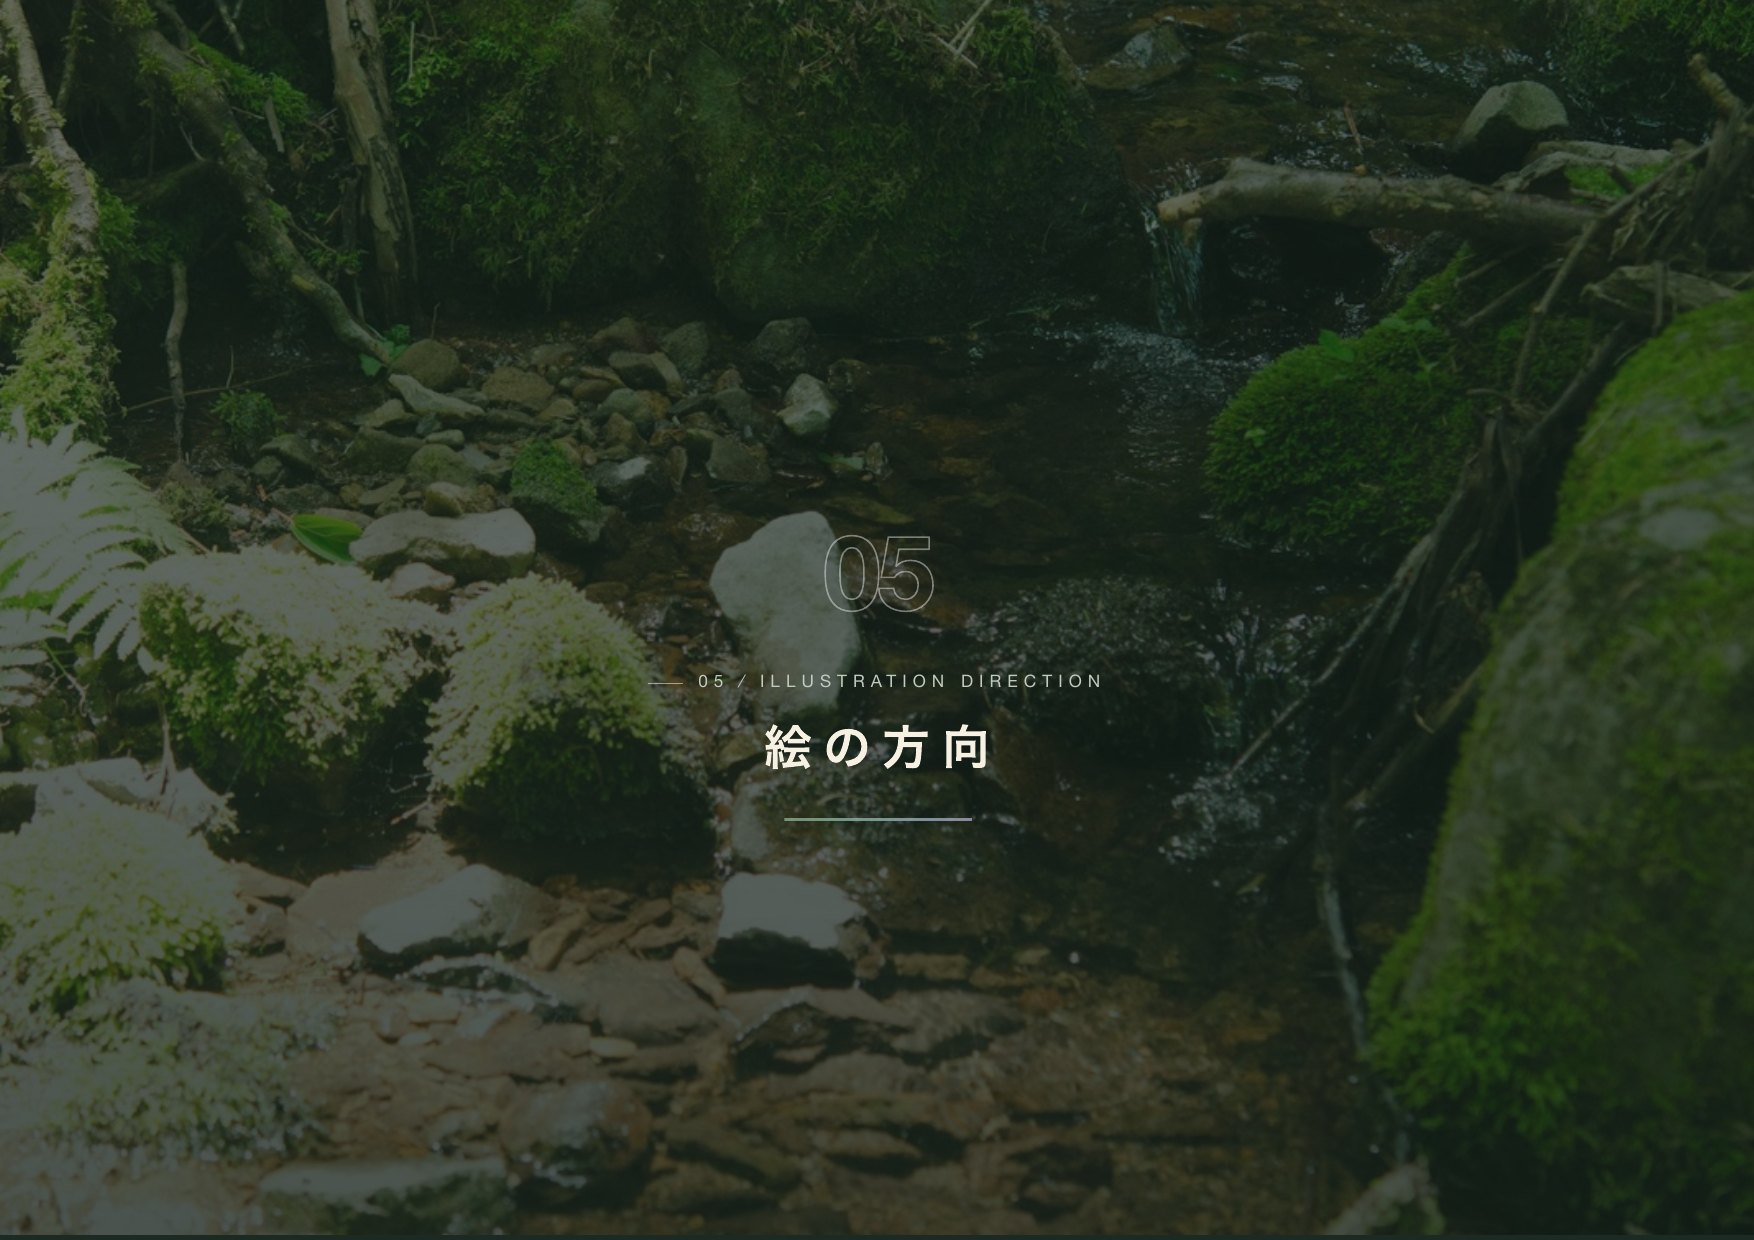 05
05 / ILLUSTRATION DIRECTION
絵の方向